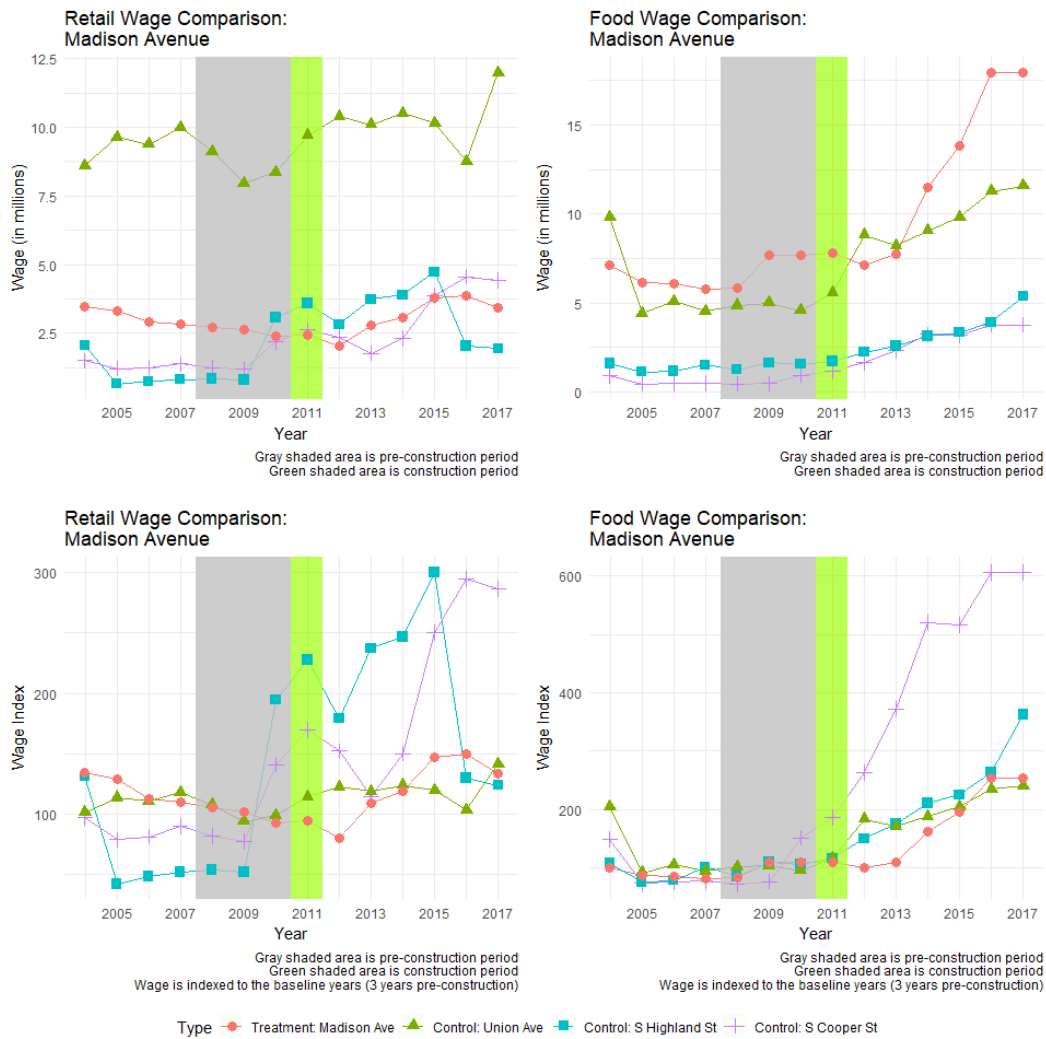 Retail Wage Comparison:
Madison Avenue
Wage (in millions)
12.5
10.0
7.5
5.0
2.5
2005 2007 2009 2011 2013 2015 2017
Year
Gray shaded area is pre-construction period
Green shaded area is construction period
Food Wage Comparison:
Madison Avenue
Wage (in millions)
15
10
5
0
2005 2007 2009 2011 2013 2015 2017
Year
Gray shaded area is pre-construction period
Green shaded area is construction period
Retail Wage Comparison:
Madison Avenue
Wage Index
300
200
100
2005 2007 2009 2011 2013 2015 2017
Year
Gray shaded area is pre-construction period
Green shaded area is construction period
Wage is indexed to the baseline years (3 years pre-construction)
Food Wage Comparison:
Madison Avenue
Wage Index
600
400
200
2005 2007 2009 2011 2013 2015 2017
Year
Gray shaded area is pre-construction period
Green shaded area is construction period
Wage is indexed to the baseline years (3 years pre-construction)
Type Treatment: Madison Ave Control: Union Ave Control: S Highland St Control: S Cooper St